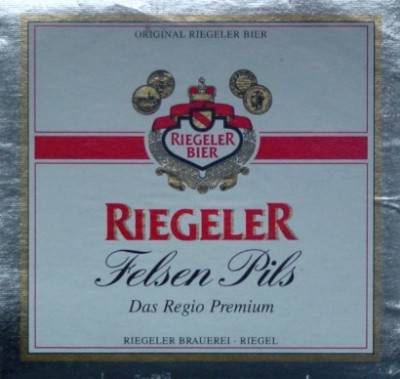 ORIGINAL RIEGELER BIER
RIEGELER
BIER
RIEGELER
Felsen Pils
Das Regio Premium
RIEGELER BRAUEREI · RIEGEL